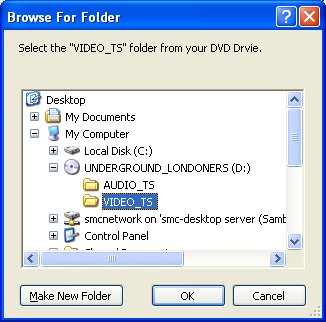 Browse For Folder
Select the "VIDEO_TS" folder from your DVD Drvie.
Desktop
My Documents
My Computer
Local Disk (C:)
UNDERGROUND_LONDONERS (D:)
AUDIO_TS
VIDEO_TS
smcnetwork on 'smc-desktop server (Samb
Control Panel
Make New Folder
OK
Cancel